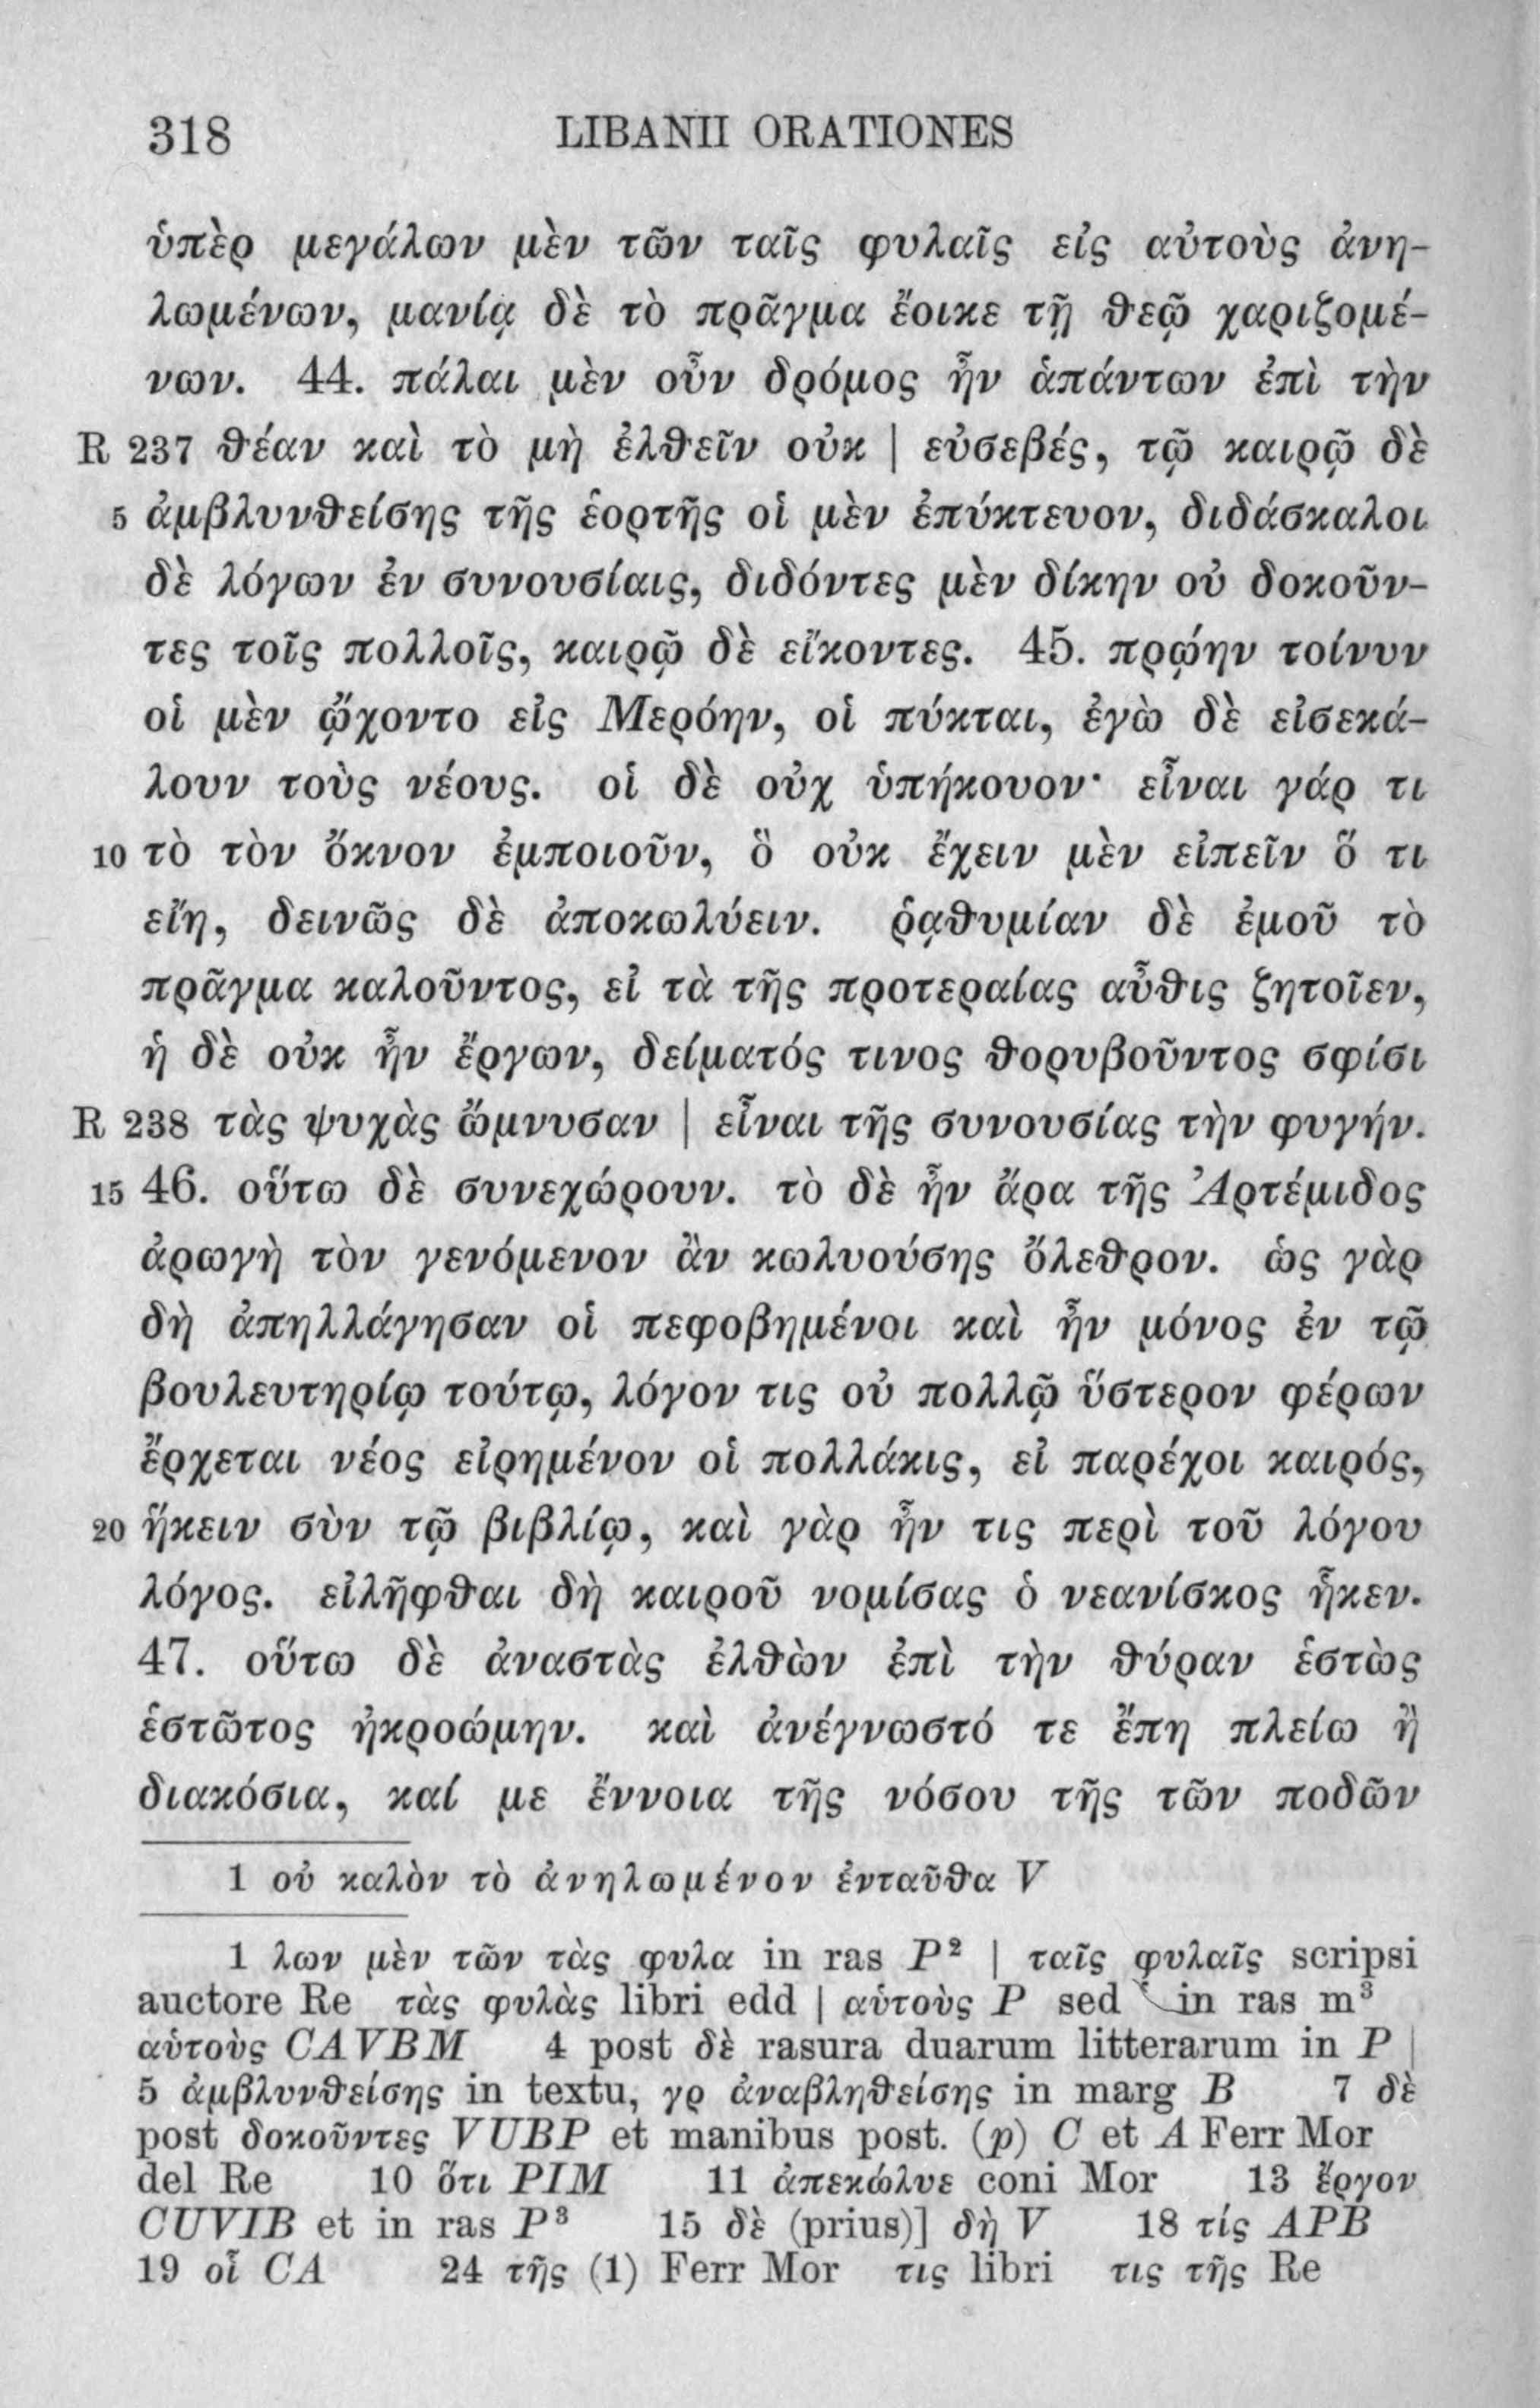 318 LIBANII ORATIONES
ὑπὲρ μεγάλων μὲν τῶν ταῖς φυλαῖς εἰς αὐτοὺς ἀνη-
λωμένων, μανίᾳ δὲ τὸ πρᾶγμα ἔοικε τῇ θεῷ χαριζομέ-
νων. 44. πάλαι μὲν οὖν δρόμος ἦν ἁπάντων ἐπὶ τὴν
R 237 θέαν καὶ τὸ μὴ ἐλθεῖν οὐκ | εὐσεβές, τῷ καιρῷ δὲ
5 ἀμβλυνθείσης τῆς ἑορτῆς οἱ μὲν ἐπύκτευον, διδάσκαλοι
δὲ λόγων ἐν συνουσίαις, διδόντες μὲν δίκην οὐ δοκοῦν-
τες τοῖς πολλοῖς, καιρῷ δὲ εἴκοντες. 45. πρῴην τοίνυν
οἱ μὲν ᾤχοντο εἰς Μερόην, οἱ πύκται, ἐγὼ δὲ εἰσεκά-
λουν τοὺς νέους. οἱ δὲ οὐχ ὑπήκουον· εἶναι γάρ τι
10 τὸ τὸν ὄκνον ἐμποιοῦν, ὃ οὐκ ἔχειν μὲν εἰπεῖν ὅ τι
εἴη, δεινῶς δὲ ἀποκωλύειν. ῥᾳθυμίαν δὲ ἐμοῦ τὸ
πρᾶγμα καλοῦντος, εἰ τὰ τῆς προτεραίας αὖθις ζητοῖεν,
ἡ δὲ οὐκ ἦν ἔργων, δείματός τινος θορυβοῦντος σφίσι
R 238 τὰς ψυχὰς ὤμνυσαν | εἶναι τῆς συνουσίας τὴν φυγήν.
15 46. οὕτω δὲ συνεχώρουν. τὸ δὲ ἦν ἄρα τῆς Ἀρτέμιδος
ἀρωγὴ τὸν γενόμενον ἂν κωλυούσης ὄλεθρον. ὡς γὰρ
δὴ ἀπηλλάγησαν οἱ πεφοβημένοι καὶ ἦν μόνος ἐν τῷ
βουλευτηρίῳ τούτῳ, λόγον τις οὐ πολλῷ ὕστερον φέρων
ἔρχεται νέος εἰρημένον οἱ πολλάκις, εἰ παρέχοι καιρός,
20 ἥκειν σὺν τῷ βιβλίῳ, καὶ γὰρ ἦν τις περὶ τοῦ λόγου
λόγος. εἰλῆφθαι δὴ καιροῦ νομίσας ὁ νεανίσκος ἧκεν.
47. οὕτω δὲ ἀναστὰς ἐλθὼν ἐπὶ τὴν θύραν ἑστὼς
ἑστῶτος ἠκροώμην. καὶ ἀνέγνωστό τε ἔπη πλείω ἢ
διακόσια, καί με ἔννοια τῆς νόσου τῆς τῶν ποδῶν
1 οὐ καλὸν τὸ ἀνηλωμένον ἐνταῦθα V
1 λων μὲν τῶν τὰς φυλα in ras P² | ταῖς φυλαῖς scripsi
auctore Re τὰς φυλὰς libri edd | αὑτοὺς P sed ‘ in ras m³
αὑτοὺς CAVBM 4 post δὲ rasura duarum litterarum in P |
5 ἀμβλυνθείσης in textu, γρ ἀναβληθείσης in marg B 7 δὲ
post δοκοῦντες VUBP et manibus post. (p) C et A Ferr Mor
del Re 10 ὅτι PIM 11 ἀπεκώλυε coni Mor 13 ἔργον
CUVIB et in ras P³ 15 δὲ (prius)] δὴ V 18 τίς APB
19 οἷ CA 24 τῆς (1) Ferr Mor τις libri τις τῆς Re